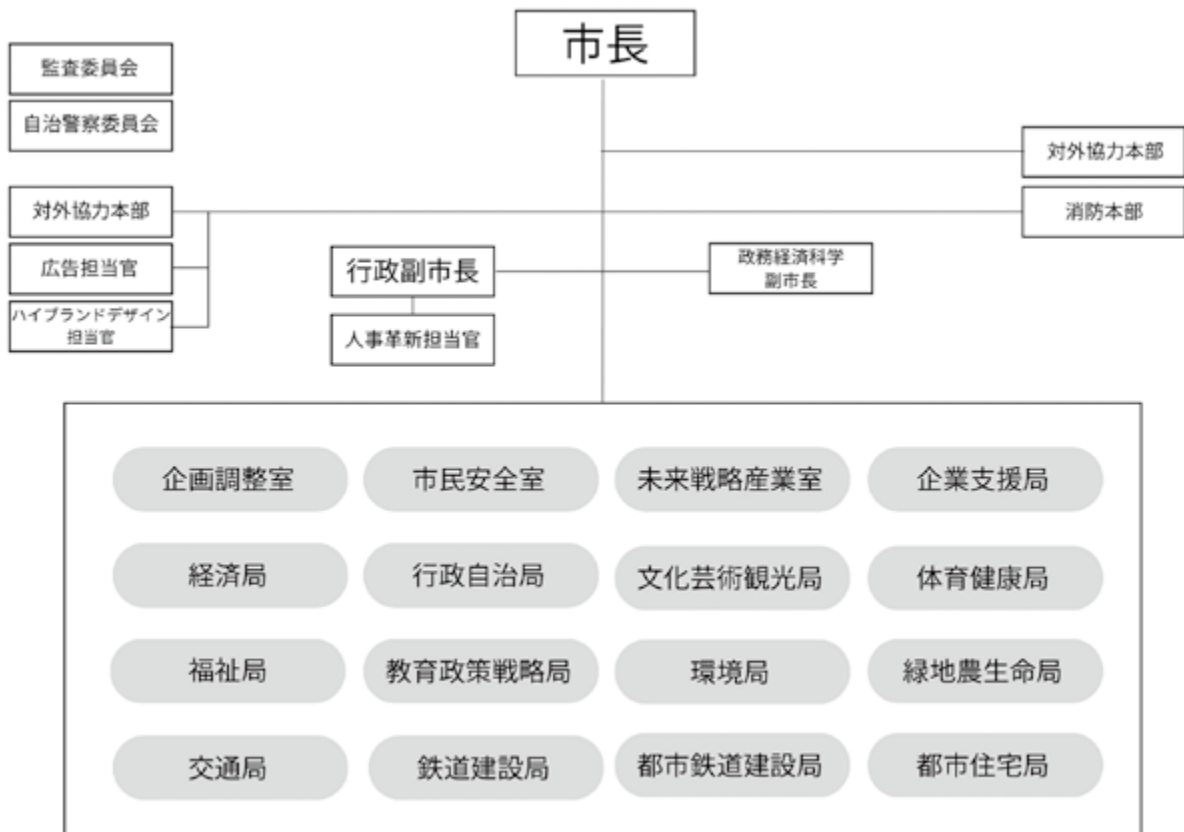 市長
監査委員会
自治警察委員会
対外協力本部
対外協力本部
消防本部
広告担当官
行政副市長
政務経済科学
副市長
ハイブランドデザイン
担当官
人事革新担当官
企画調整室
市民安全室
未来戦略産業室
企業支援局
経済局
行政自治局
文化芸術観光局
体育健康局
福祉局
教育政策戦略局
環境局
緑地農生命局
交通局
鉄道建設局
都市鉄道建設局
都市住宅局